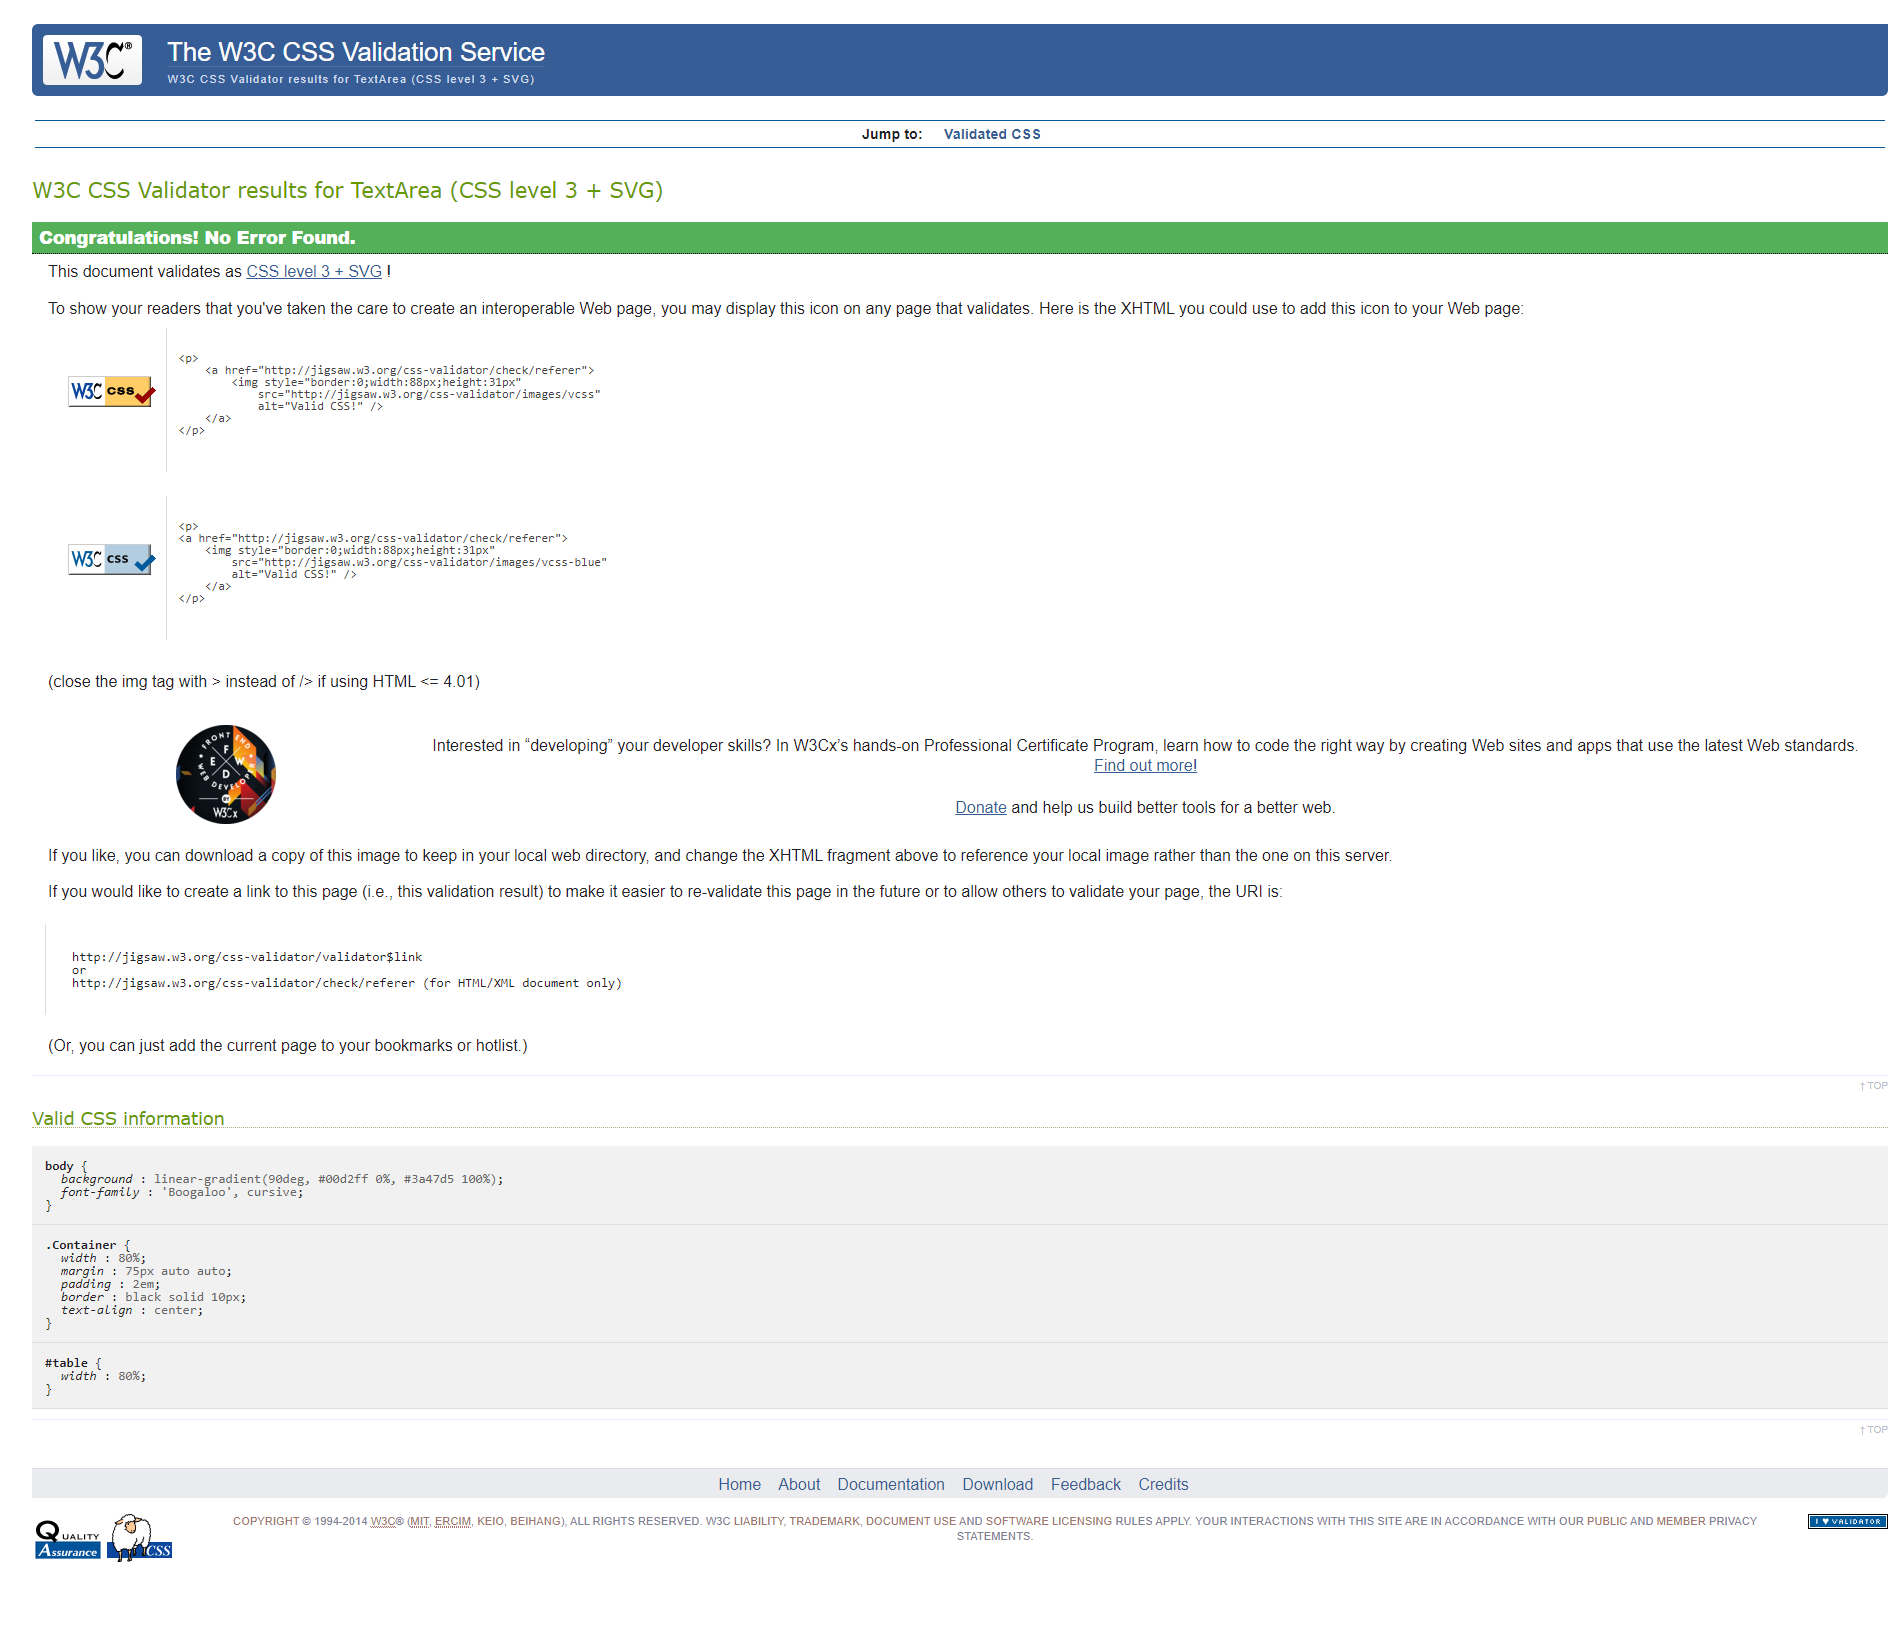 W3C®
The W3C CSS Validation Service
W3C CSS Validator results for TextArea (CSS level 3 + SVG)
Jump to: Validated CSS
W3C CSS Validator results for TextArea (CSS level 3 + SVG)
Congratulations! No Error Found.
This document validates as CSS level 3 + SVG !
To show your readers that you've taken the care to create an interoperable Web page, you may display this icon on any page that validates. Here is the XHTML you could use to add this icon to your Web page:
W3C CSS
<p>
    <a href="http://jigsaw.w3.org/css-validator/check/referer">
        <img style="border:0;width:88px;height:31px"
            src="http://jigsaw.w3.org/css-validator/images/vcss"
            alt="Valid CSS!" />
    </a>
</p>
W3C CSS
<p>
<a href="http://jigsaw.w3.org/css-validator/check/referer">
    <img style="border:0;width:88px;height:31px"
        src="http://jigsaw.w3.org/css-validator/images/vcss-blue"
        alt="Valid CSS!" />
    </a>
</p>
(close the img tag with > instead of /> if using HTML <= 4.01)
FRONT END
F E W D
WEB DEVELOPER
BY
W3Cx
Interested in “developing” your developer skills? In W3Cx’s hands-on Professional Certificate Program, learn how to code the right way by creating Web sites and apps that use the latest Web standards.
Find out more!
Donate and help us build better tools for a better web.
If you like, you can download a copy of this image to keep in your local web directory, and change the XHTML fragment above to reference your local image rather than the one on this server.
If you would like to create a link to this page (i.e., this validation result) to make it easier to re-validate this page in the future or to allow others to validate your page, the URI is:
http://jigsaw.w3.org/css-validator/validator$link
or
http://jigsaw.w3.org/css-validator/check/referer (for HTML/XML document only)
(Or, you can just add the current page to your bookmarks or hotlist.)
↑ TOP
Valid CSS information
body {
  background : linear-gradient(90deg, #00d2ff 0%, #3a47d5 100%);
  font-family : 'Boogaloo', cursive;
}
.Container {
  width : 80%;
  margin : 75px auto auto;
  padding : 2em;
  border : black solid 10px;
  text-align : center;
}
#table {
  width : 80%;
}
↑ TOP
Home About Documentation Download Feedback Credits
QUALITY
Assurance
CSS
COPYRIGHT © 1994-2014 W3C® (MIT, ERCIM, KEIO, BEIHANG), ALL RIGHTS RESERVED. W3C LIABILITY, TRADEMARK, DOCUMENT USE AND SOFTWARE LICENSING RULES APPLY. YOUR INTERACTIONS WITH THIS SITE ARE IN ACCORDANCE WITH OUR PUBLIC AND MEMBER PRIVACY
STATEMENTS.
I ♥ VALIDATOR